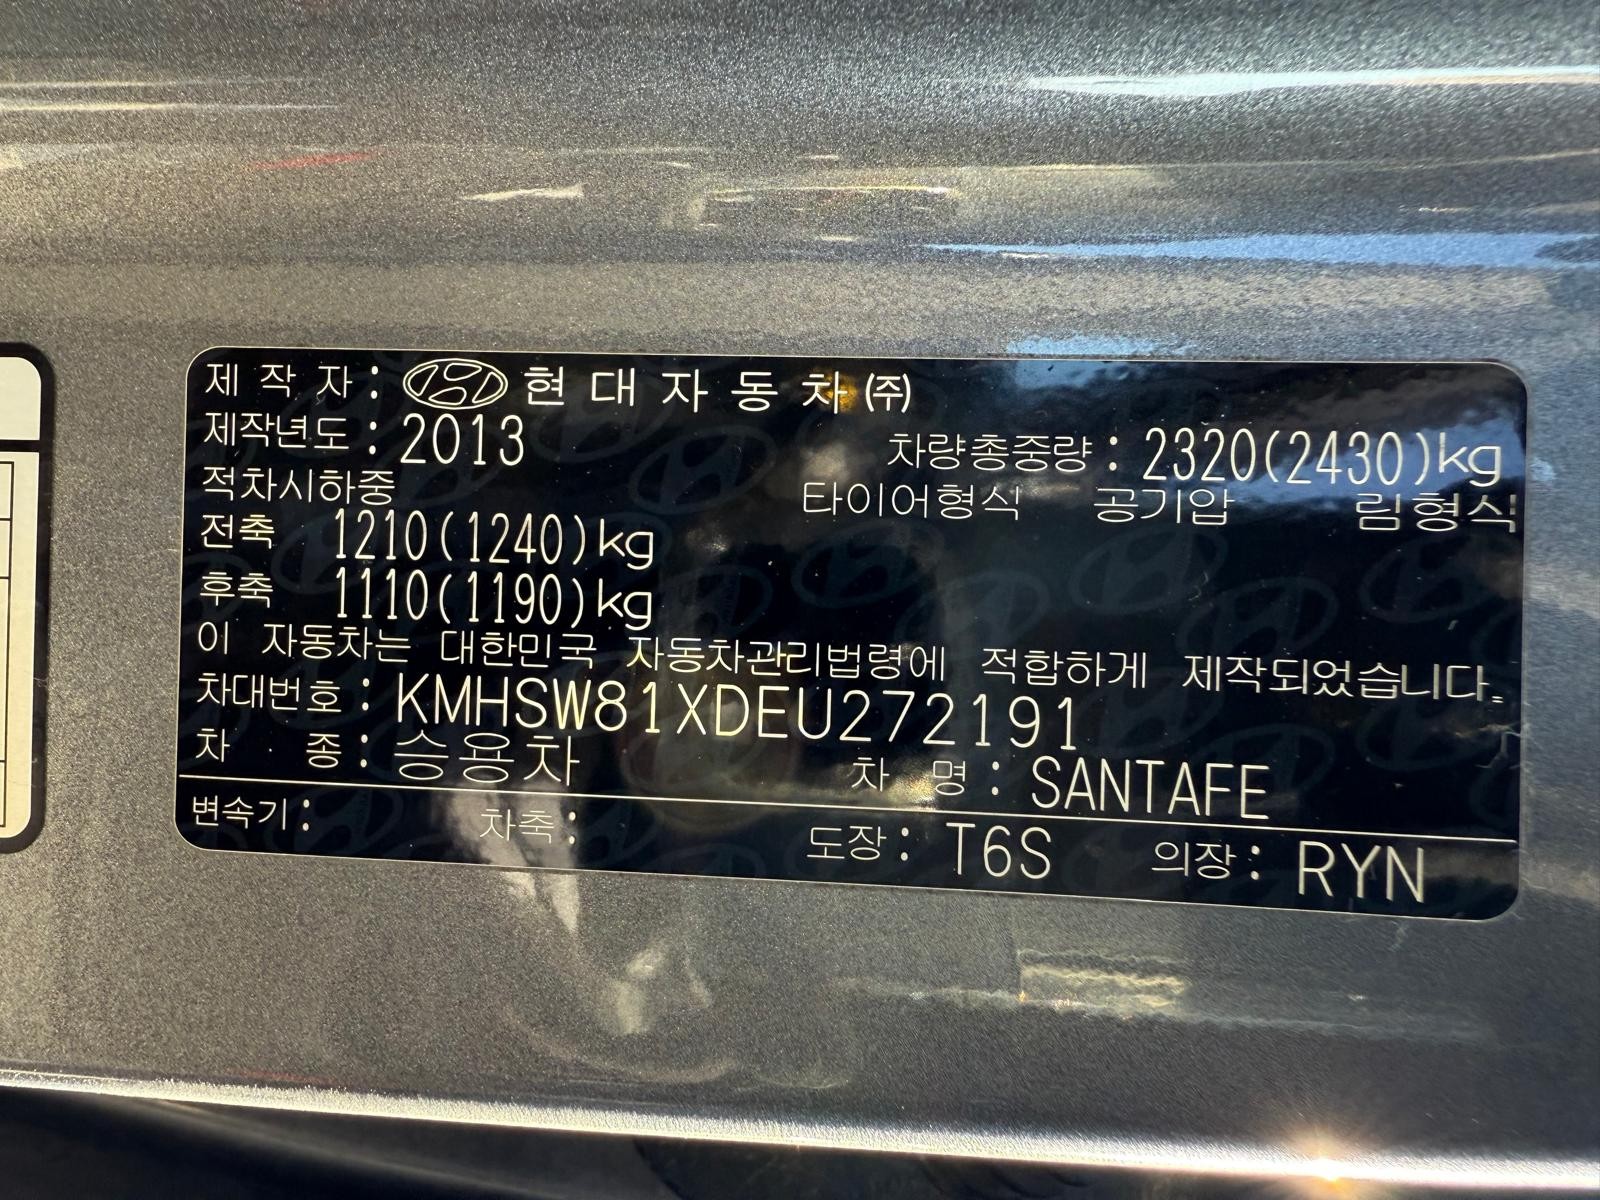 제 작 자 : 현 대 자 동 차 ㈜
제작년도 : 2013
차량총중량 : 2320(2430)kg
적차시하중
타이어형식 공기압 림형식
전축 1210(1240)kg
후축 1110(1190)kg
이 자동차는 대한민국 자동차관리법령에 적합하게 제작되었습니다.
차대번호 : KMHSW81XDEU272191
차 종 : 승용차 차 명 : SANTAFE
변속기 : 차축 : 도장 : T6S 의장 : RYN